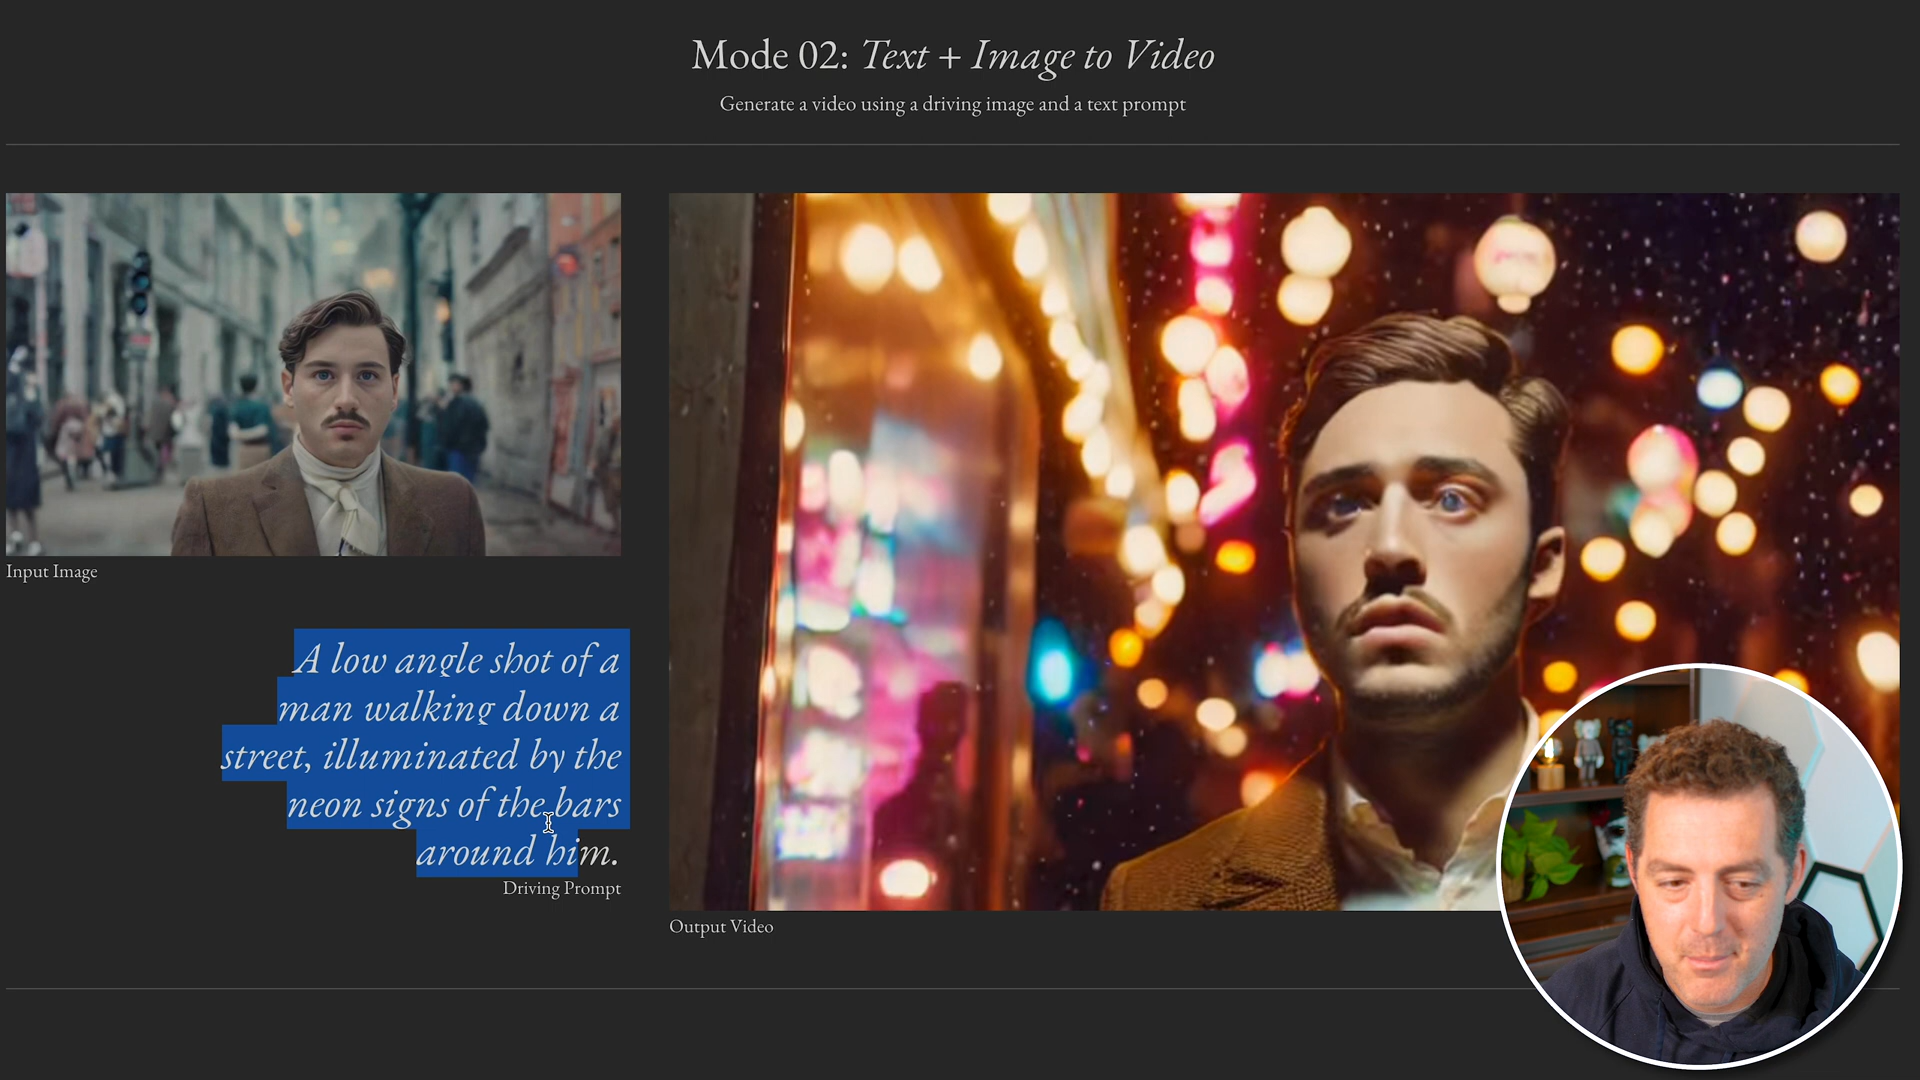 Mode 02: Text + Image to Video
Generate a video using a driving image and a text prompt
Input Image
A low angle shot of a
man walking down a
street, illuminated by the
neon signs of the bars
around him.
Driving Prompt
Output Video